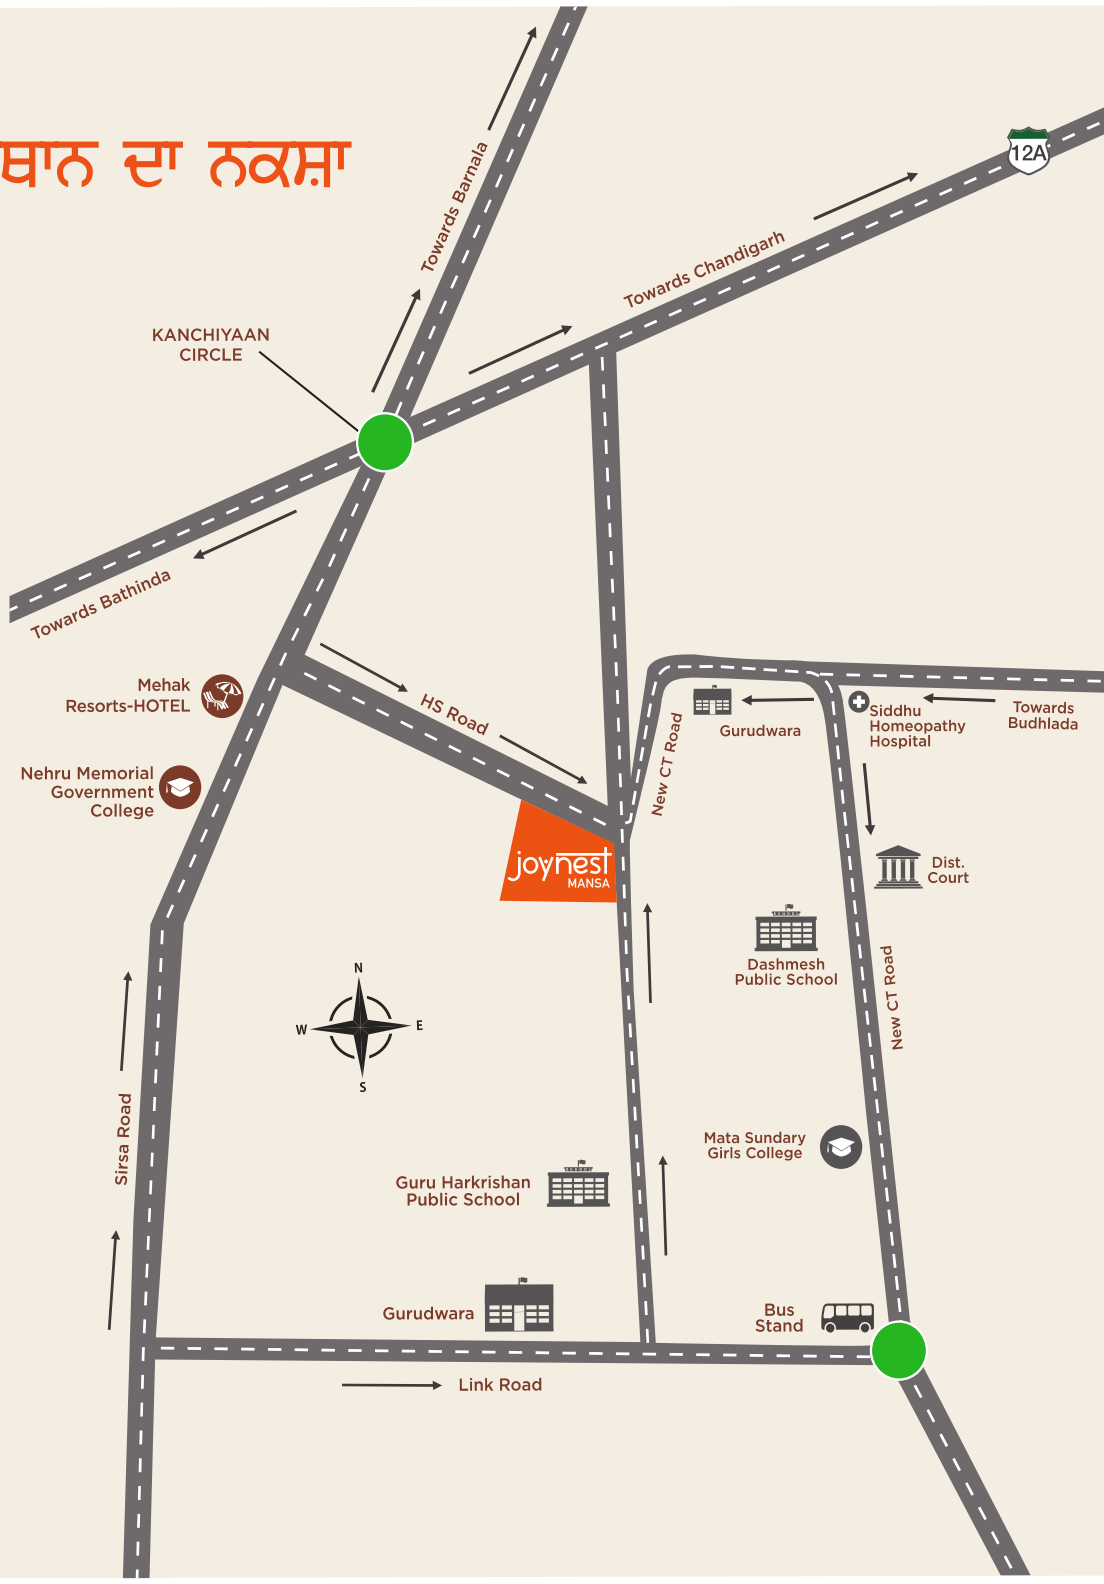 Towards Barnala
12A
ਥਾਨ ਦਾ ਨਕਸ਼ਾ
Towards Chandigarh
KANCHIYAAN
CIRCLE
Towards Bathinda
Mehak
Resorts-HOTEL
HS Road
New CT Road
Gurudwara
Siddhu
Homeopathy
Hospital
Towards
Budhlada
Nehru Memorial
Government
College
joynest
MANSA
Dist.
Court
SCHOOL
Dashmesh
Public School
New CT Road
N
W
E
S
Sirsa Road
Mata Sundary
Girls College
SCHOOL
Guru Harkrishan
Public School
Gurudwara
Bus
Stand
Link Road